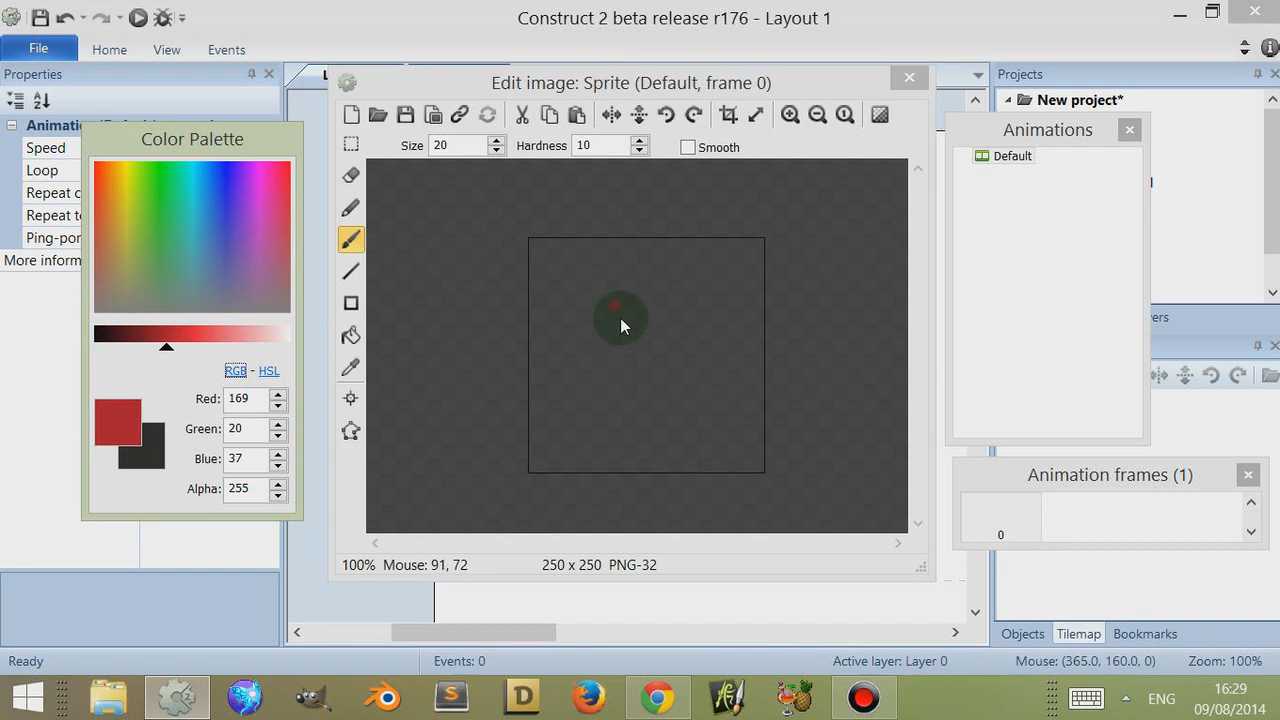 Construct 2 beta release r176 - Layout 1
File
Home
View
Events
Properties
Speed
Loop
Ping-por
More inform
Color Palette
RGB - HSL
Red: 169
Green: 20
Blue: 37
Alpha: 255
Edit image: Sprite (Default, frame 0)
Size 20
Hardness 10
Smooth
100% Mouse: 91, 72
250 x 250 PNG-32
Projects
New project*
Animations
Default
Animation frames (1)
0
Objects
Tilemap
Bookmarks
Ready
Events: 0
Active layer: Layer 0
Mouse: (365.0, 160.0, 0)
Zoom: 100%
ENG
16:29
09/08/2014